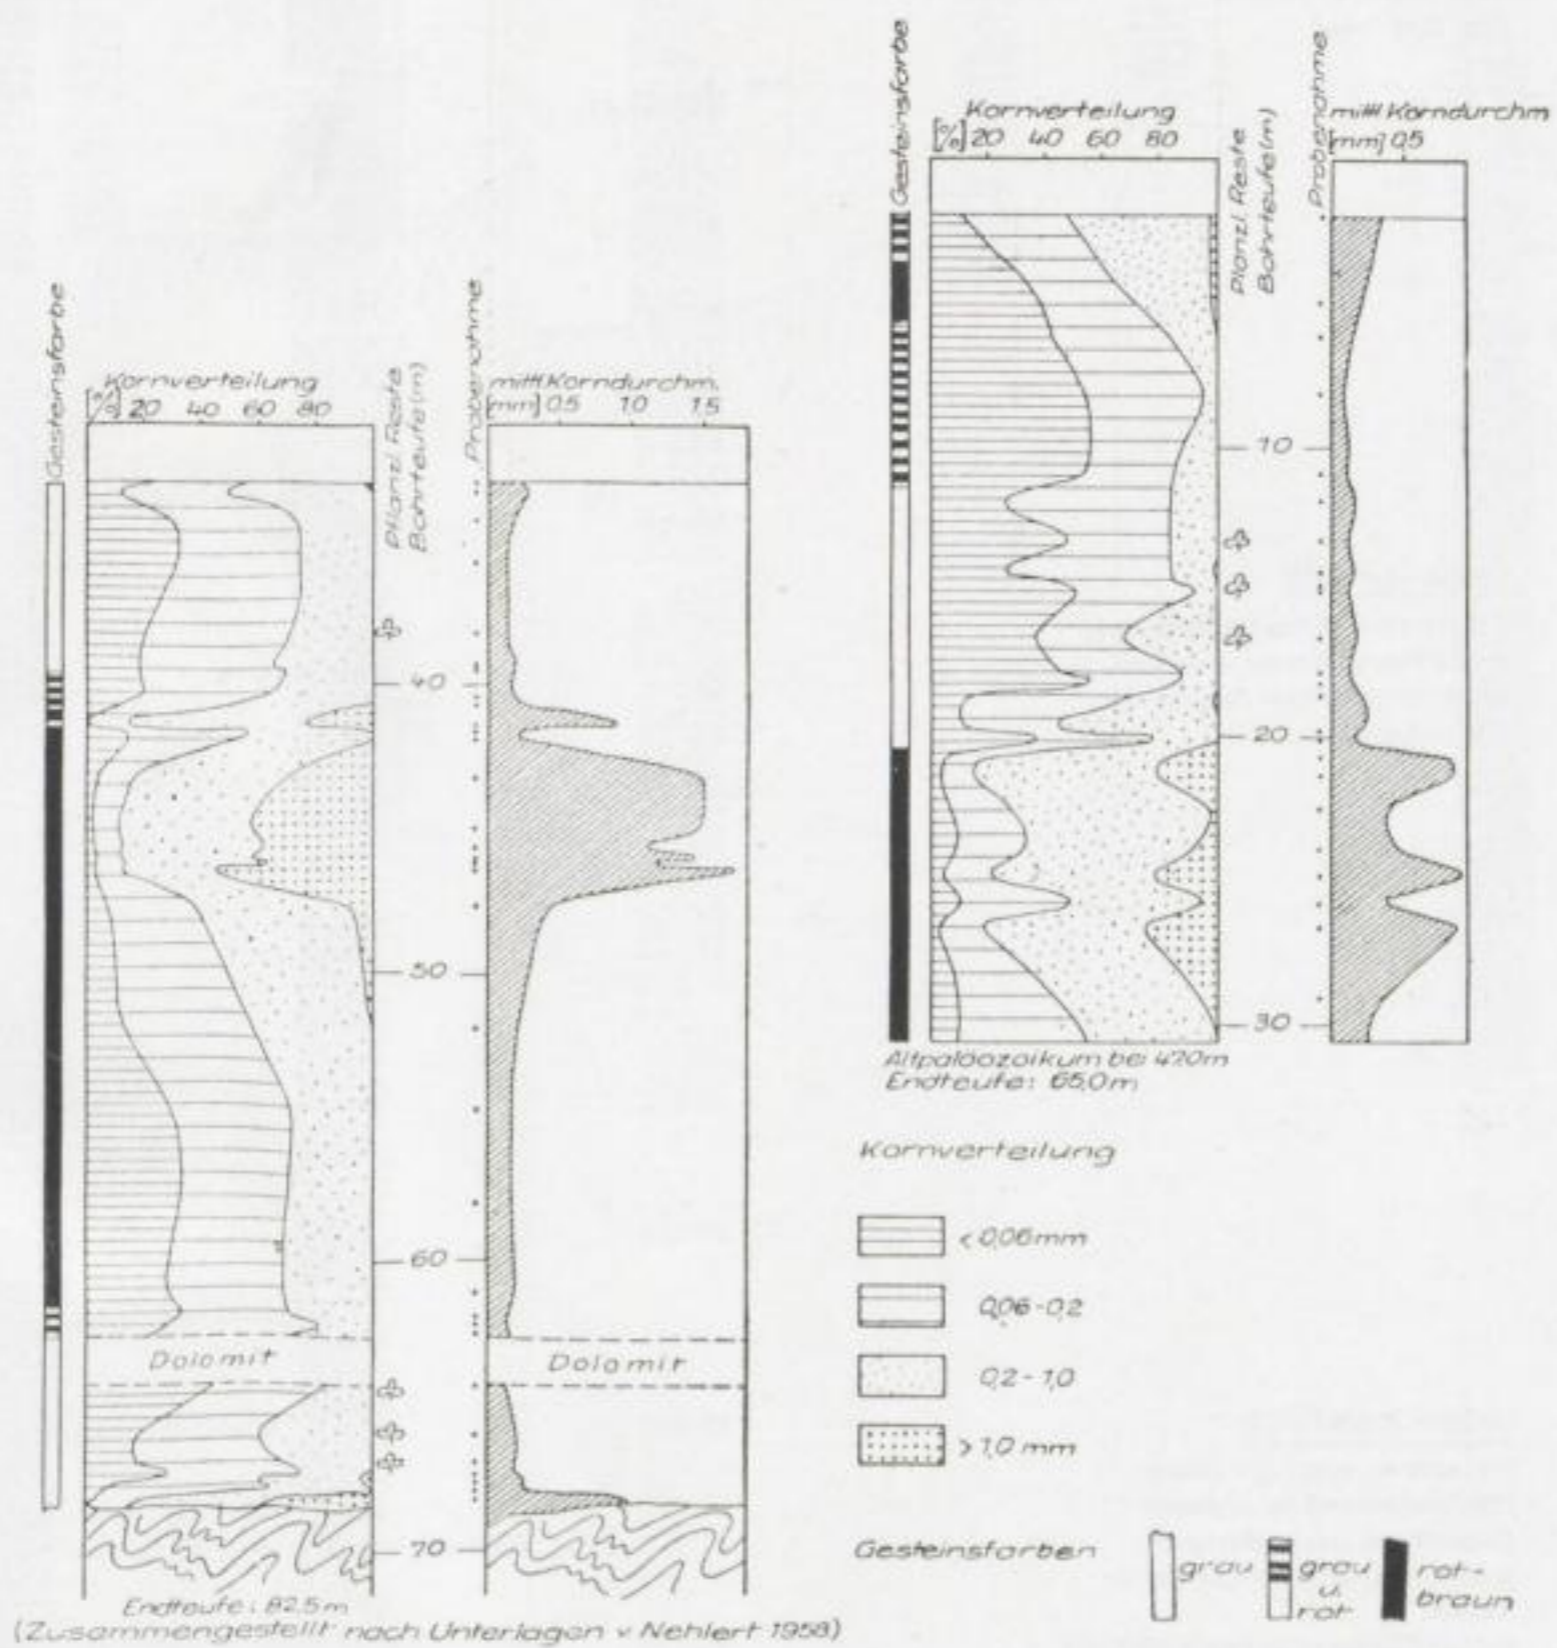 Gesteinsfarbe
Kornverteilung
[%] 20 40 60 80
Pflanzl. Reste
Bohrteufe (m)
Probenahme
mittl. Korndurchm.
[mm] 0,5 1,0 1,5
40
50
60
Dolomit
Dolomit
70
Endteufe: 82,5 m
(Zusammengestellt nach Unterlagen v Nehlert 1958)
Gesteinsfarbe
Kornverteilung
[%] 20 40 60 80
Pflanzl. Reste
Bohrteufe (m)
Probenahme
mittl. Korndurchm
[mm] 0,5
10
20
30
Altpaläozoikum bei 47,0 m
Endteufe: 65,0 m
Kornverteilung
< 0,06 mm
0,06 - 0,2
0,2 - 1,0
> 1,0 mm
Gesteinsfarben
grau
grau
u.
rot
rot-
braun